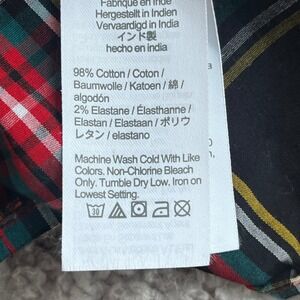 Fabriqué en Inde
Hergestellt in Indien
Vervaardigd in India
インド製
hecho en india
98% Cotton / Coton /
Baumwolle / Katoen / 綿 /
algodón
2% Elastane / Élasthanne /
Elastan / Elastaan / ポリウ
レタン / elastano
Machine Wash Cold With Like
Colors. Non-Chlorine Bleach
Only. Tumble Dry Low. Iron on
Lowest Setting.
30